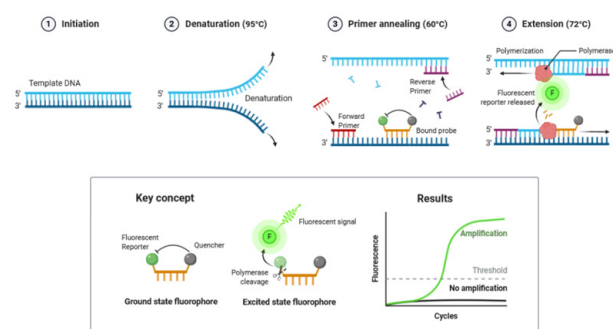 1 Initiation
2 Denaturation (95°C)
3 Primer annealing (60°C)
4 Extension (72°C)
Template DNA
5'
3'
5'
3'
Denaturation
5'
Reverse
Primer
Forward
Primer
Bound probe
3'
Polymerization
Polymerase
5'
3'
Fluorescent
reporter released
F
5'
3'
Key concept
Fluorescent
Reporter
Quencher
Ground state fluorophore
F
Fluorescent signal
Polymerase
cleavage
Excited state fluorophore
Results
Fluorescence
Amplification
Threshold
No amplification
Cycles